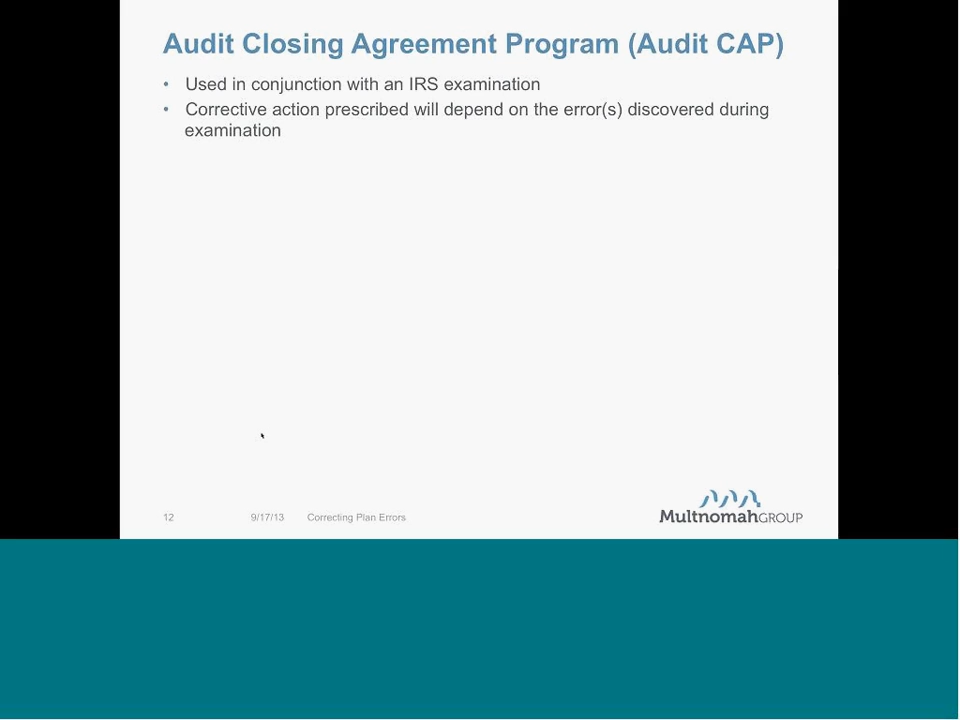 Audit Closing Agreement Program (Audit CAP)
• Used in conjunction with an IRS examination
• Corrective action prescribed will depend on the error(s) discovered during
examination
12 9/17/13 Correcting Plan Errors
MultnomahGROUP